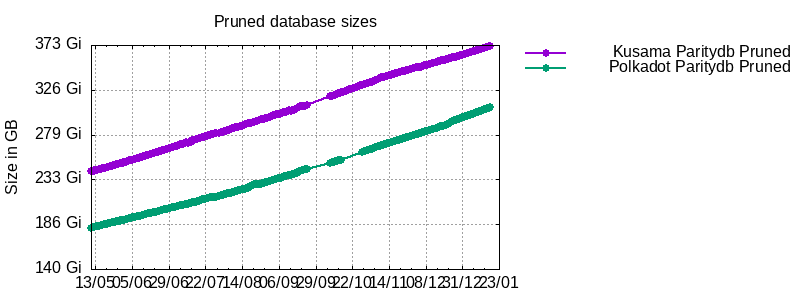 Pruned database sizes
373 Gi
326 Gi
279 Gi
233 Gi
186 Gi
140 Gi
Size in GB
13/05 05/06 29/06 22/07 14/08 06/09 29/09 22/10 14/11 08/12 31/12 23/01
Kusama Paritydb Pruned
Polkadot Paritydb Pruned